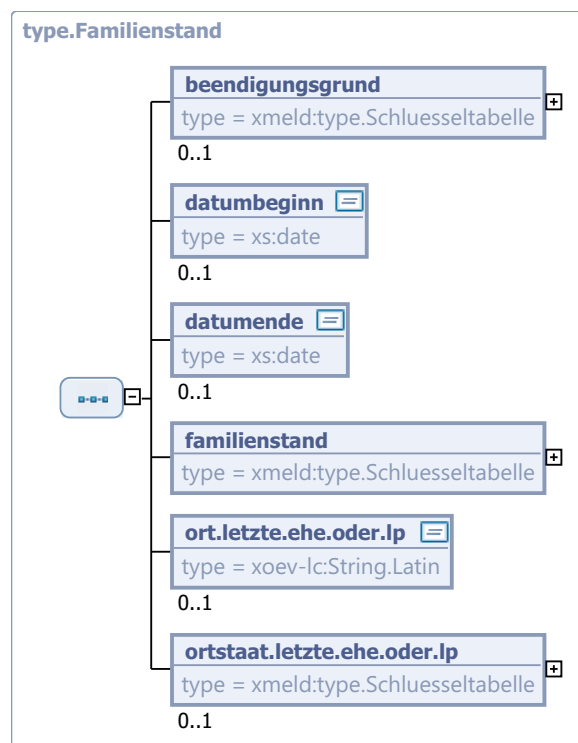 type.Familienstand
beendigungsgrund
type = xmeld:type.Schluesseltabelle
0..1
datumbeginn
type = xs:date
0..1
datumende
type = xs:date
0..1
familienstand
type = xmeld:type.Schluesseltabelle
ort.letzte.ehe.oder.lp
type = xoev-lc:String.Latin
0..1
ortstaat.letzte.ehe.oder.lp
type = xmeld:type.Schluesseltabelle
0..1